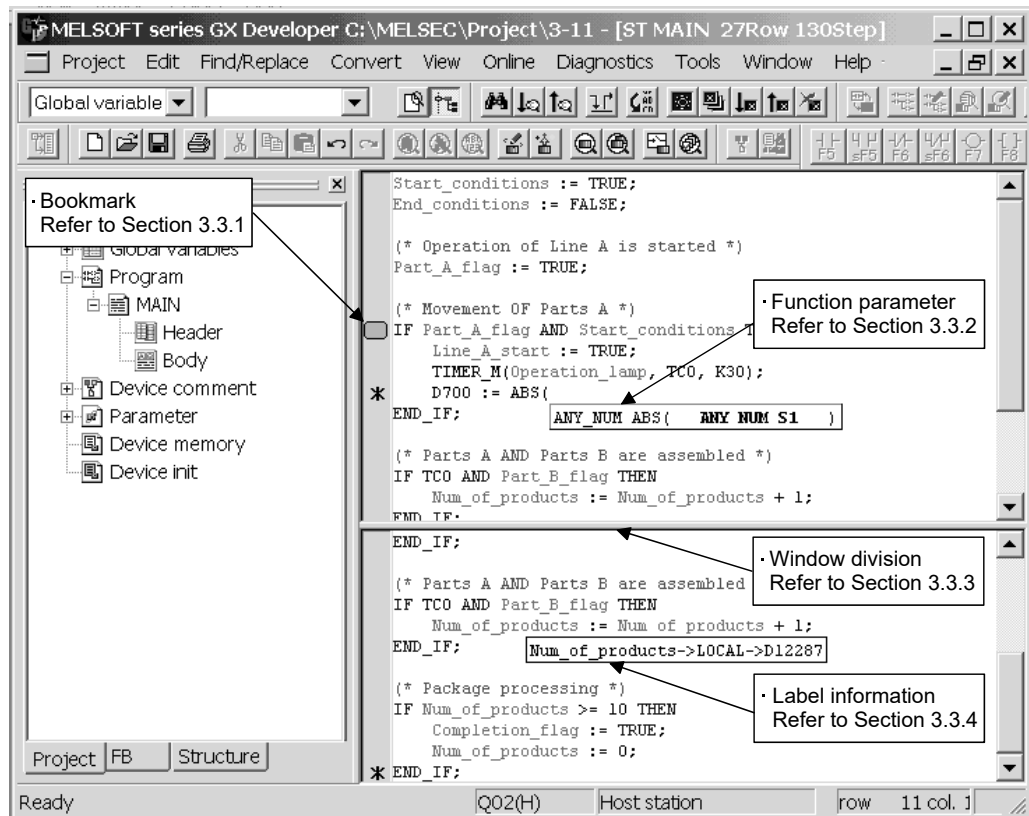 MELSOFT series GX Developer C:\MELSEC\Project\3-11 - [ST MAIN 27Row 130Step]
Project Edit Find/Replace Convert View Online Diagnostics Tools Window Help
Global variable
F5 sF5 F6 sF6 F7 F8
· Bookmark
Refer to Section 3.3.1
Global variables
Program
MAIN
Header
Body
Device comment
Parameter
Device memory
Device init
Project FB Structure
Start_conditions := TRUE;
End_conditions := FALSE;
(* Operation of Line A is started *)
Part_A_flag := TRUE;
(* Movement OF Parts A *)
IF Part_A_flag AND Start_conditions T
Line_A_start := TRUE;
TIMER_M(Operation_lamp, TC0, K30);
D700 := ABS(
END_IF;
ANY_NUM ABS( ANY NUM S1 )
(* Parts A AND Parts B are assembled *)
IF TC0 AND Part_B_flag THEN
Num_of_products := Num_of_products + 1;
END_IF;
· Function parameter
Refer to Section 3.3.2
END_IF;
(* Parts A AND Parts B are assembled
IF TC0 AND Part_B_flag THEN
Num_of_products := Num of products + 1;
END_IF;
Num_of_products->LOCAL->D12287
(* Package processing *)
IF Num_of_products >= 10 THEN
Completion_flag := TRUE;
Num_of_products := 0;
END_IF;
· Window division
Refer to Section 3.3.3
· Label information
Refer to Section 3.3.4
Ready Q02(H) Host station row 11 col. 1